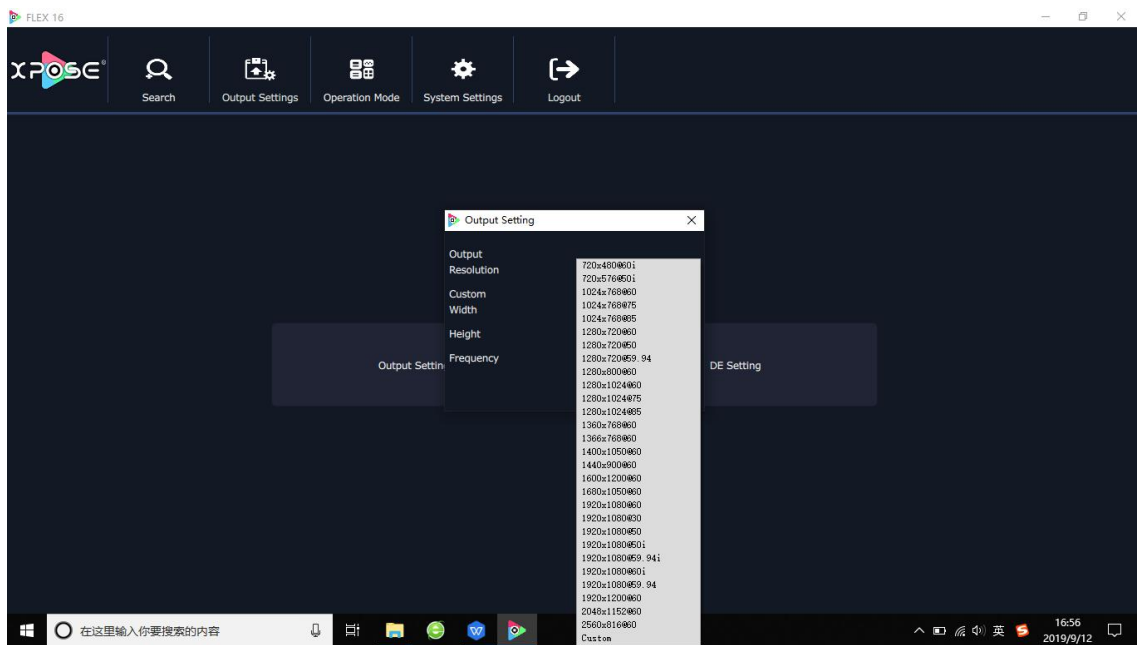 FLEX 16
XPOSE®
Search
Output Settings
Operation Mode
System Settings
Logout
Output Setting
Output
Resolution
Custom
Width
Height
Frequency
Output Settin
DE Setting
720x480@60i
720x576@50i
1024x768@60
1024x768@75
1024x768@85
1280x720@60
1280x720@50
1280x720@59.94
1280x800@60
1280x1024@60
1280x1024@75
1280x1024@85
1360x768@60
1366x768@60
1400x1050@60
1440x900@60
1600x1200@60
1680x1050@60
1920x1080@60
1920x1080@30
1920x1080@50
1920x1080@50i
1920x1080@59.94i
1920x1080@60i
1920x1080@59.94
1920x1200@60
2048x1152@60
2560x816@60
Custom
在这里输入你要搜索的内容
英
16:56
2019/9/12